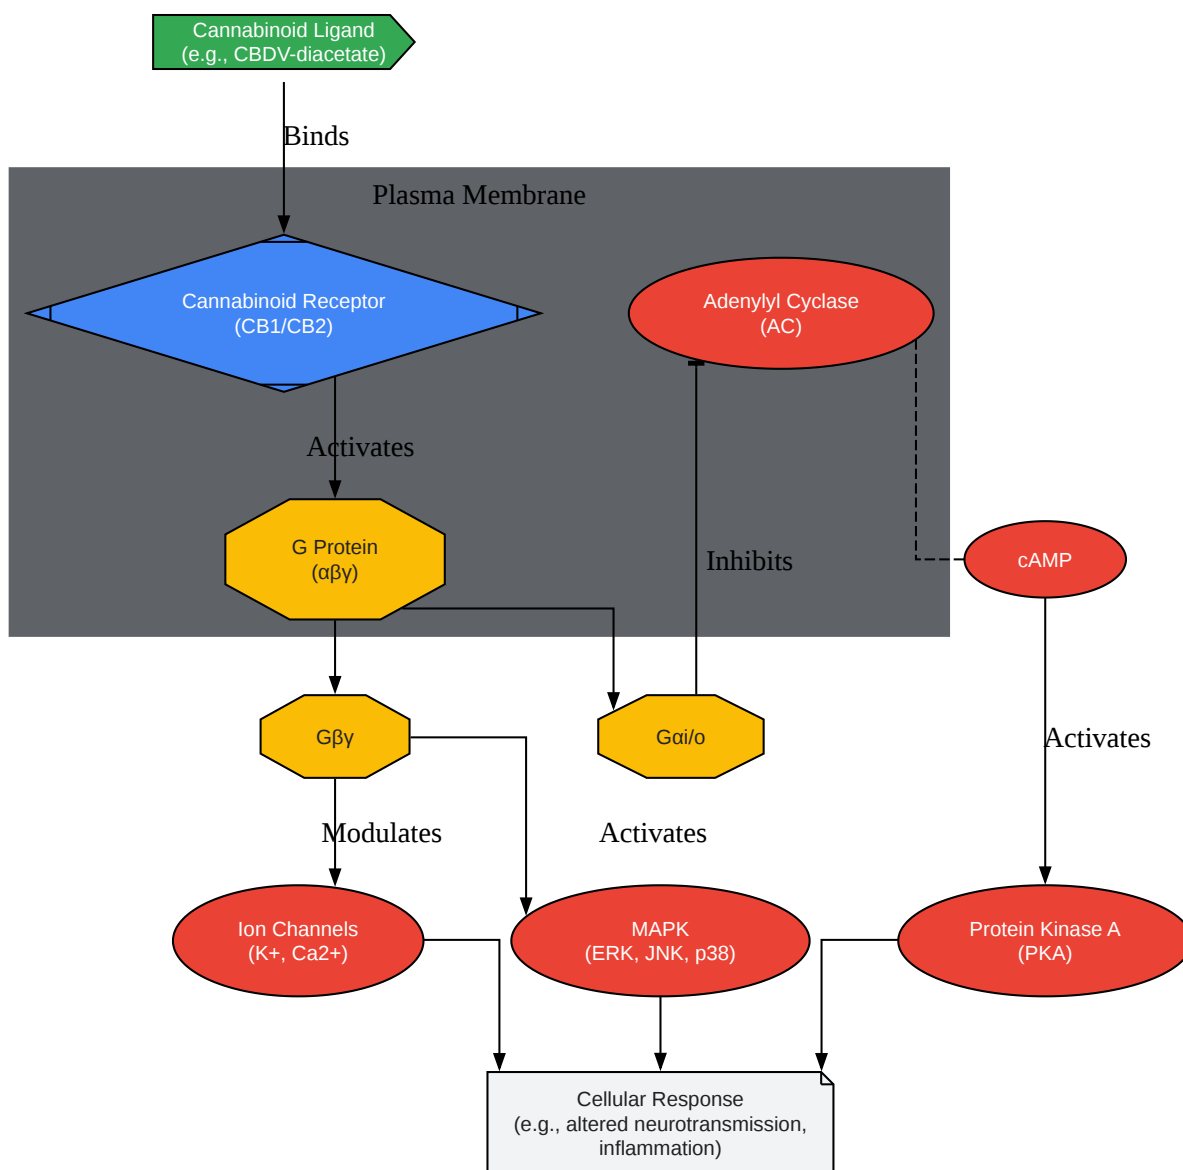 Cannabinoid Ligand
(e.g., CBDV-diacetate)
Binds
Plasma Membrane
Cannabinoid Receptor
(CB1/CB2)
Adenylyl Cyclase
(AC)
Activates
G Protein
(αβγ)
Inhibits
cAMP
Gβγ
Gαi/o
Activates
Modulates
Activates
Ion Channels
(K+, Ca2+)
MAPK
(ERK, JNK, p38)
Protein Kinase A
(PKA)
Cellular Response
(e.g., altered neurotransmission,
inflammation)